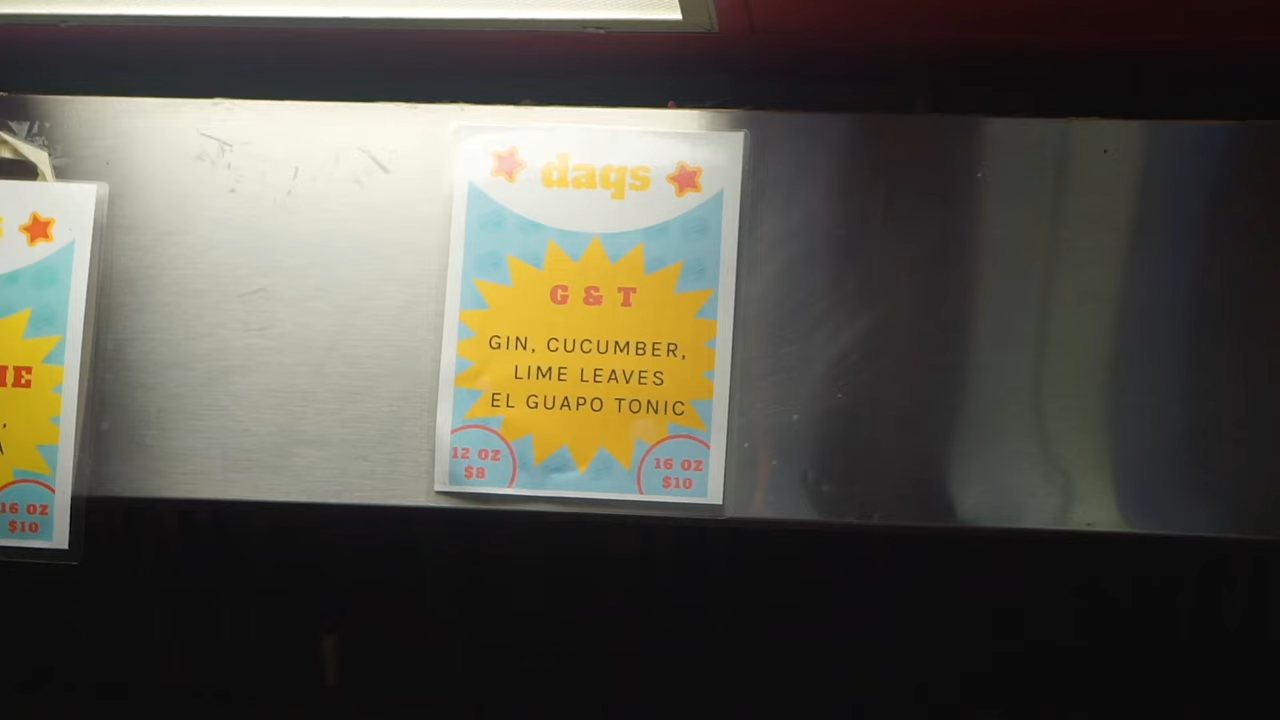 daqs
G & T
GIN, CUCUMBER,
LIME LEAVES
EL GUAPO TONIC
12 OZ
$8
16 OZ
$10
16 OZ
$10